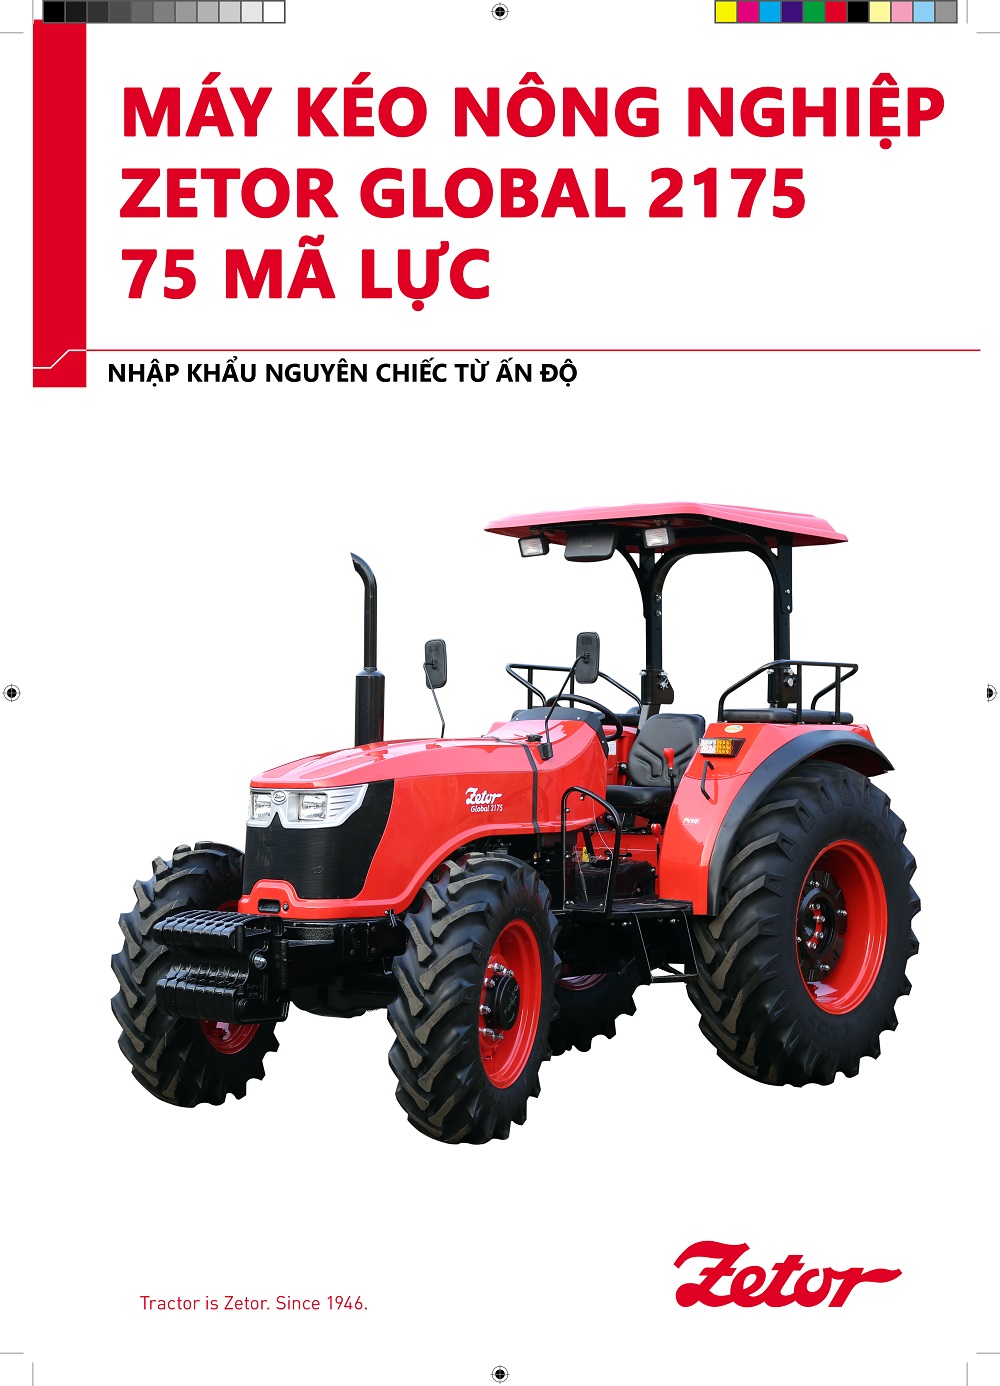 MÁY KÉO NÔNG NGHIỆP
ZETOR GLOBAL 2175
75 MÃ LỰC
NHẬP KHẨU NGUYÊN CHIẾC TỪ ẤN ĐỘ
Zetor
Global 2175
Zetor
Tractor is Zetor. Since 1946.